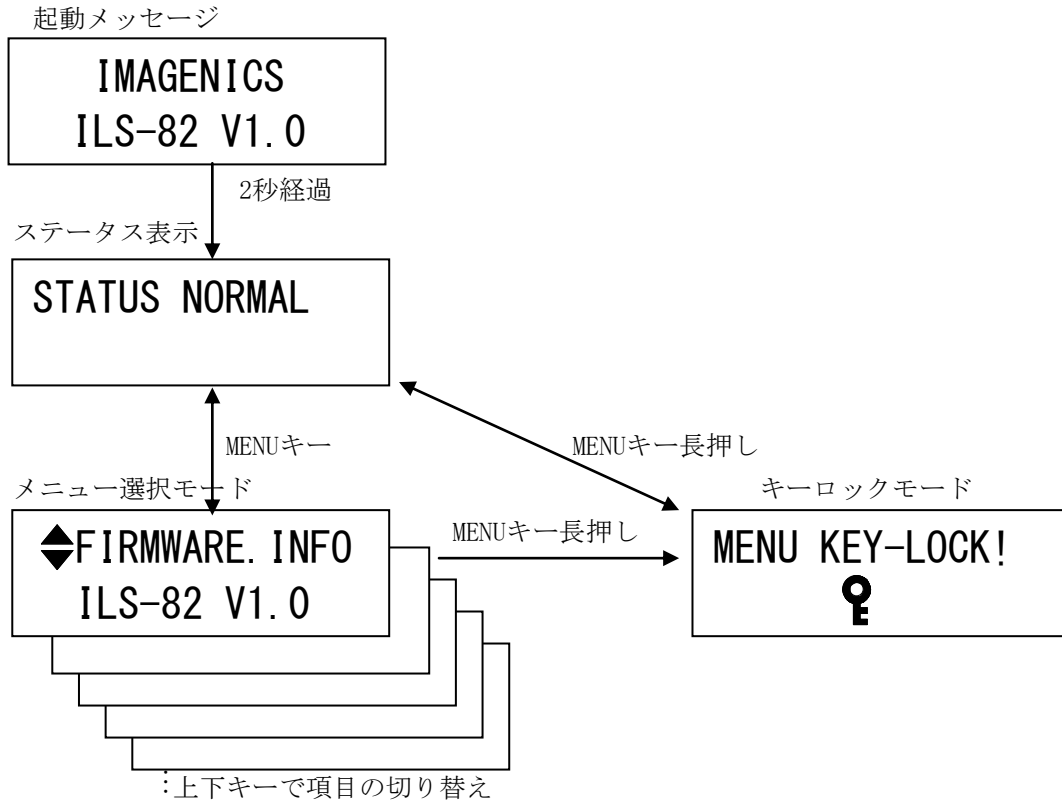 起動メッセージ
IMAGENICS
ILS-82 V1.0
2秒経過
ステータス表示
STATUS NORMAL
MENUキー
MENUキー長押し
メニュー選択モード
キーロックモード
FIRMWARE.INFO
ILS-82 V1.0
MENUキー長押し
MENU KEY-LOCK!
上下キーで項目の切り替え